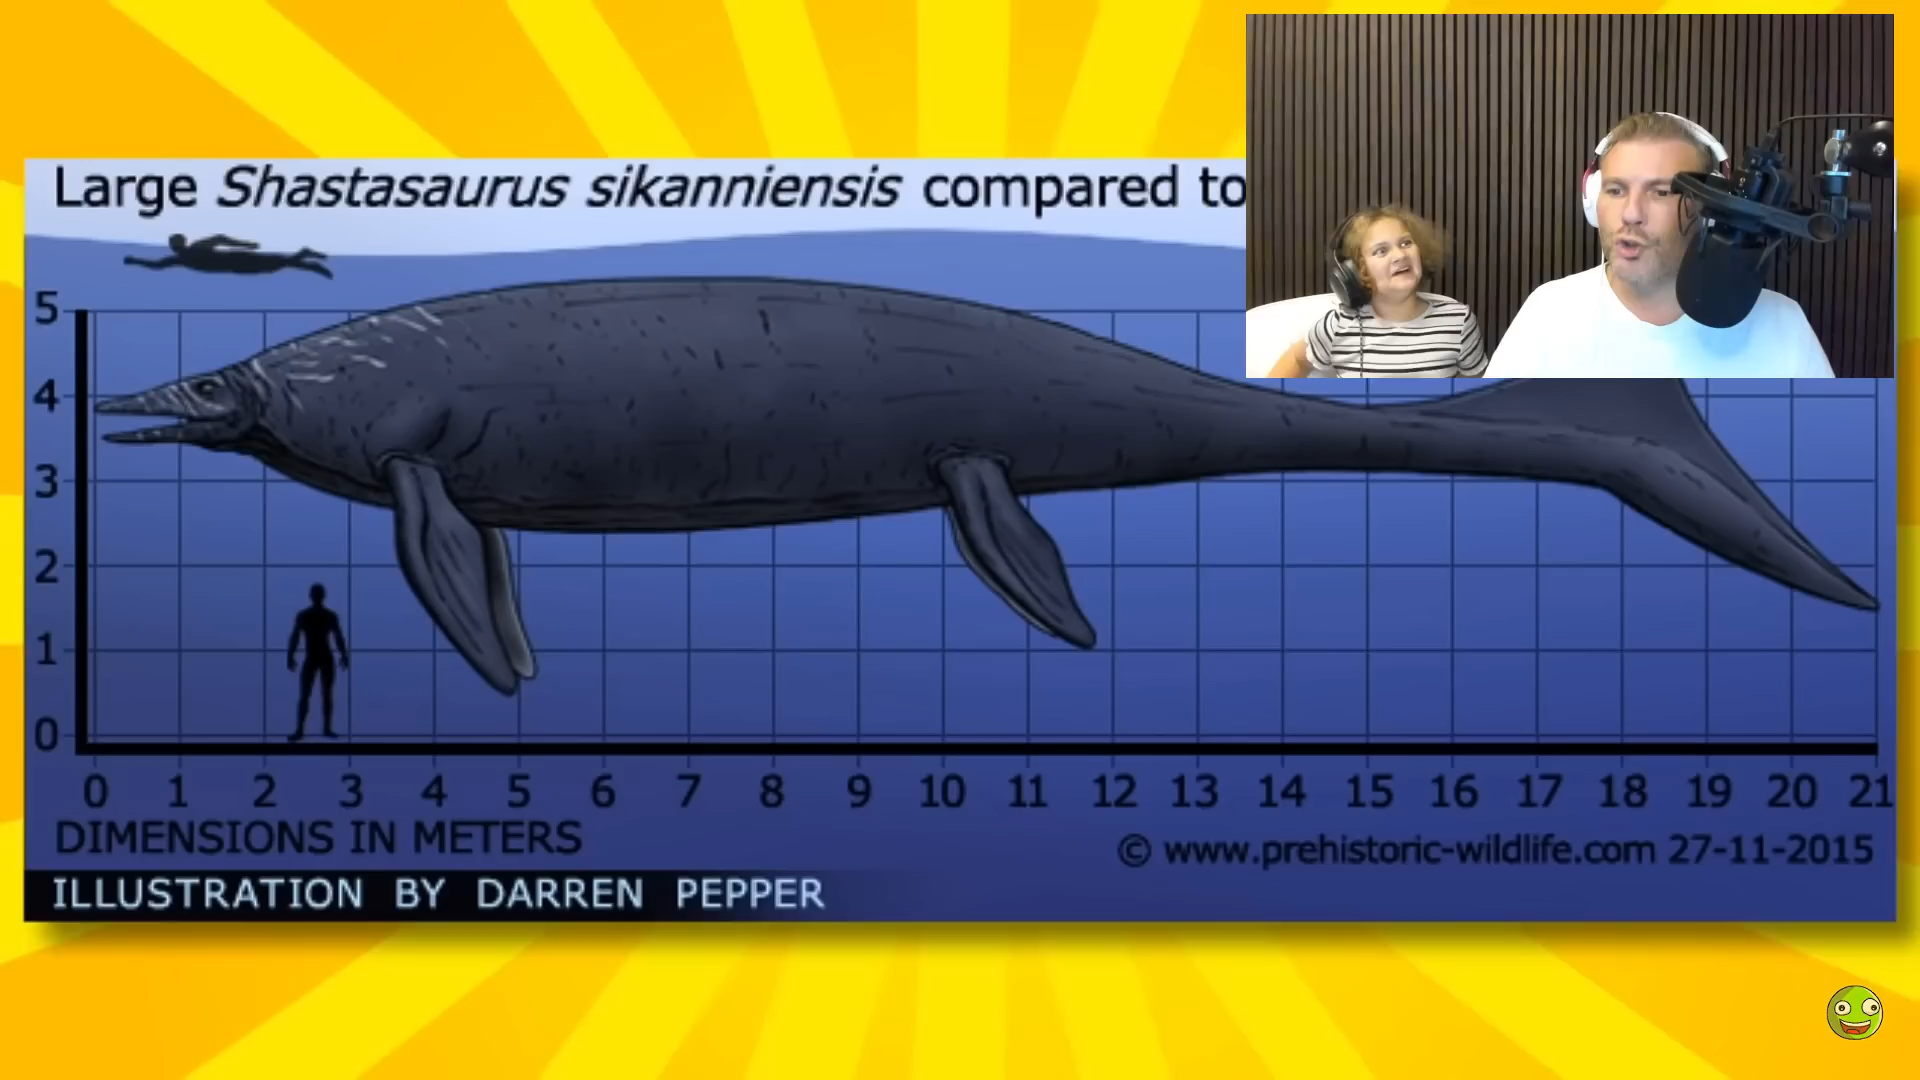 Large Shastasaurus sikanniensis compared to
5
4
3
2
1
0
0 1 2 3 4 5 6 7 8 9 10 11 12 13 14 15 16 17 18 19 20 21
DIMENSIONS IN METERS
© www.prehistoric-wildlife.com 27-11-2015
ILLUSTRATION BY DARREN PEPPER